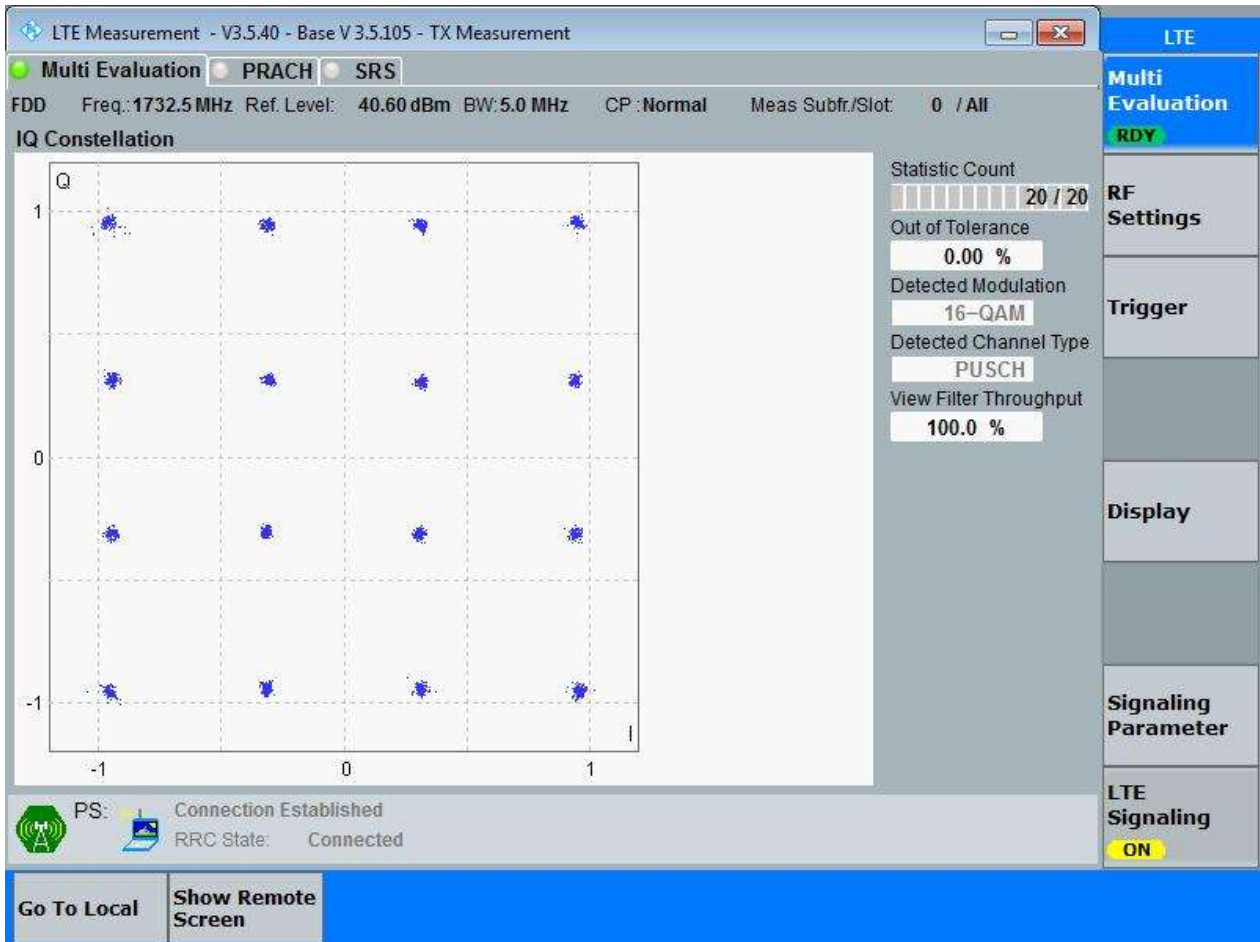 LTE Measurement - V3.5.40 - Base V 3.5.105 - TX Measurement
LTE
Multi Evaluation PRACH SRS
FDD Freq.: 1732.5 MHz Ref. Level: 40.60 dBm BW: 5.0 MHz CP : Normal Meas Subfr./Slot: 0 / All
IQ Constellation
Q
1
0
-1
I
-1 0 1
Statistic Count
20 / 20
Out of Tolerance
0.00 %
Detected Modulation
16-QAM
Detected Channel Type
PUSCH
View Filter Throughput
100.0 %
Multi
Evaluation
RDY
RF
Settings
Trigger
Display
Signaling
Parameter
LTE
Signaling
ON
PS: Connection Established
RRC State: Connected
Go To Local
Show Remote
Screen